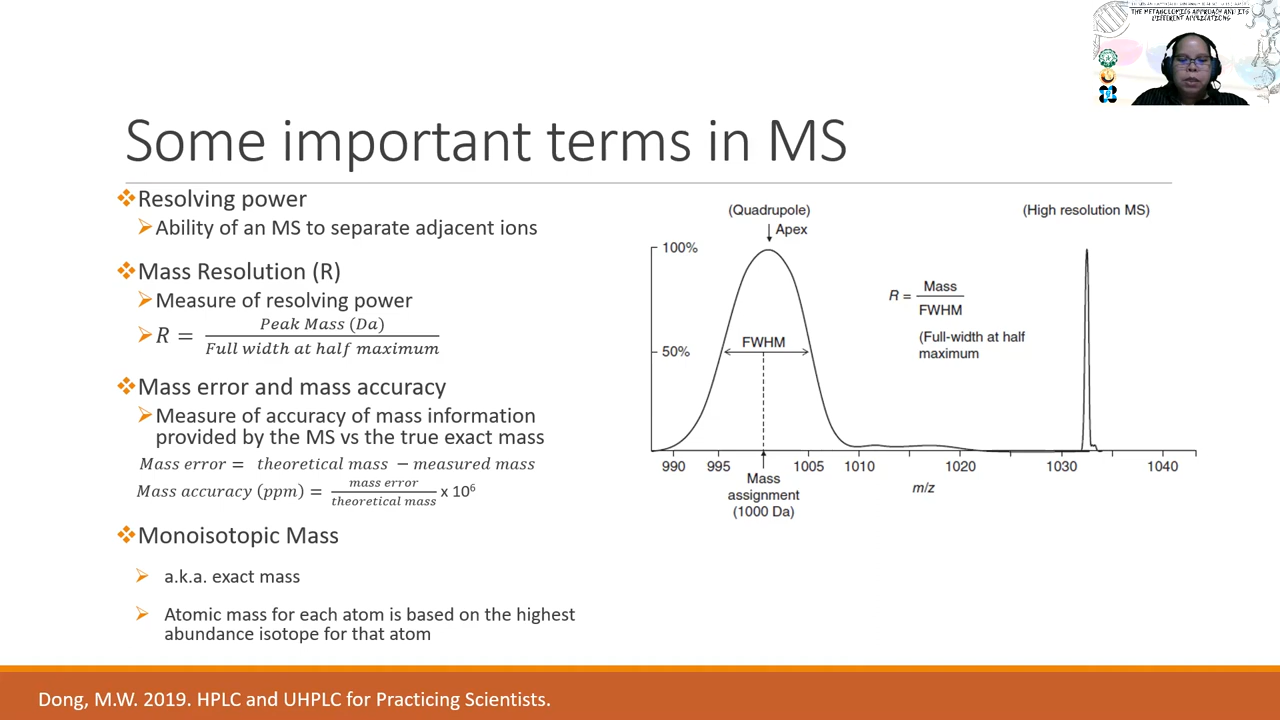 THE METABOLOMICS APPROACH AND ITS
DIFFERENT APPLICATIONS
Some important terms in MS
Resolving power
Ability of an MS to separate adjacent ions
Mass Resolution (R)
Measure of resolving power
R = Peak Mass (Da) / Full width at half maximum
Mass error and mass accuracy
Measure of accuracy of mass information
provided by the MS vs the true exact mass
Mass error = theoretical mass − measured mass
Mass accuracy (ppm) = mass error / theoretical mass x 10⁶
Monoisotopic Mass
a.k.a. exact mass
Atomic mass for each atom is based on the highest
abundance isotope for that atom
(Quadrupole)
(High resolution MS)
Apex
100%
R = Mass / FWHM
(Full-width at half
maximum
FWHM
50%
990 995 1005 1010 1020 1030 1040
Mass
assignment
(1000 Da)
m/z
Dong, M.W. 2019. HPLC and UHPLC for Practicing Scientists.